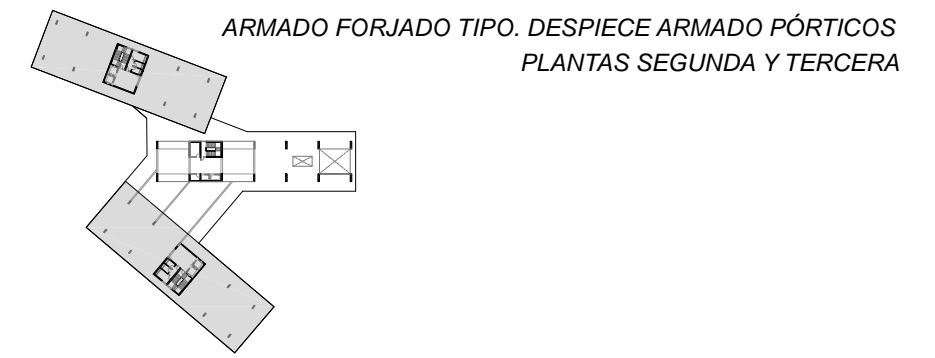 ARMADO FORJADO TIPO. DESPIECE ARMADO PÓRTICOS
PLANTAS SEGUNDA Y TERCERA